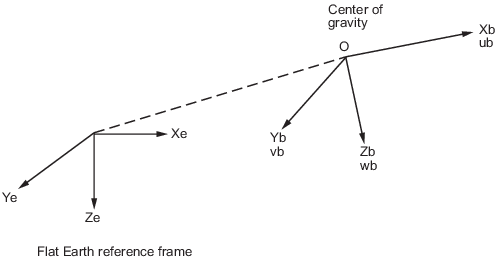 Center of
gravity
O
Xb
ub
Yb
vb
Zb
wb
Xe
Ye
Ze
Flat Earth reference frame